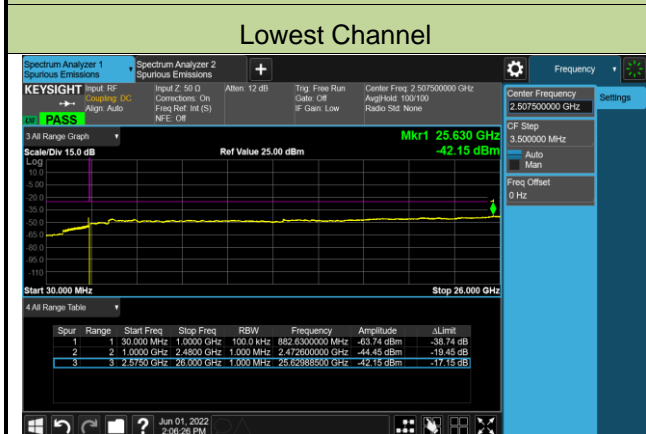 Lowest Channel
Spectrum Analyzer 1
Spurious Emissions
Spectrum Analyzer 2
Spurious Emissions
+
Frequency
KEYSIGHT
Input: RF
Coupling: DC
Align: Auto
Input Z: 50 Ω
Corrections: On
Freq Ref: Int (S)
NFE: Off
Atten: 12 dB
Trig: Free Run
Gate: Off
IF Gain: Low
Center Freq: 2.507500000 GHz
Avg|Hold: 100/100
Radio Std: None
PASS
Center Frequency
2.507500000 GHz
Settings
CF Step
3.500000 MHz
Auto
Man
Freq Offset
0 Hz
3 All Range Graph
Mkr1 25.630 GHz
Scale/Div 15.0 dB
Ref Value 25.00 dBm
-42.15 dBm
Log
10.0
-5.00
-20.0
-35.0
-50.0
-65.0
-80.0
-95.0
-110
1
Start 30.000 MHz
Stop 26.000 GHz
4 All Range Table
Spur Range Start Freq Stop Freq RBW Frequency Amplitude ΔLimit
1 1 30.000 MHz 1.0000 GHz 100.0 kHz 882.6300000 MHz -63.74 dBm -38.74 dB
2 2 1.0000 GHz 2.4800 GHz 1.000 MHz 2.472600000 GHz -44.45 dBm -19.45 dB
3 3 2.5750 GHz 26.000 GHz 1.000 MHz 25.62988500 GHz -42.15 dBm -17.15 dB
?
Jun 01, 2022
2:06:26 PM